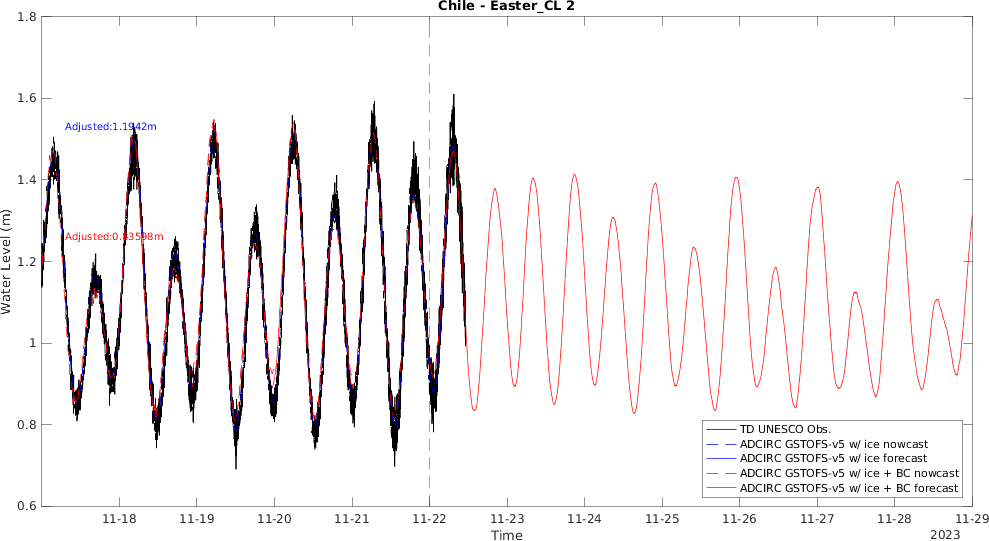 Chile - Easter_CL 2
1.8
1.6
1.4
1.2
1
0.8
0.6
Water Level (m)
Adjusted:1.1942m
Adjusted:0.83598m
TD UNESCO Obs.
ADCIRC GSTOFS-v5 w/ ice nowcast
ADCIRC GSTOFS-v5 w/ ice forecast
ADCIRC GSTOFS-v5 w/ ice + BC nowcast
ADCIRC GSTOFS-v5 w/ ice + BC forecast
11-18 11-19 11-20 11-21 11-22 11-23 11-24 11-25 11-26 11-27 11-28 11-29
Time
2023